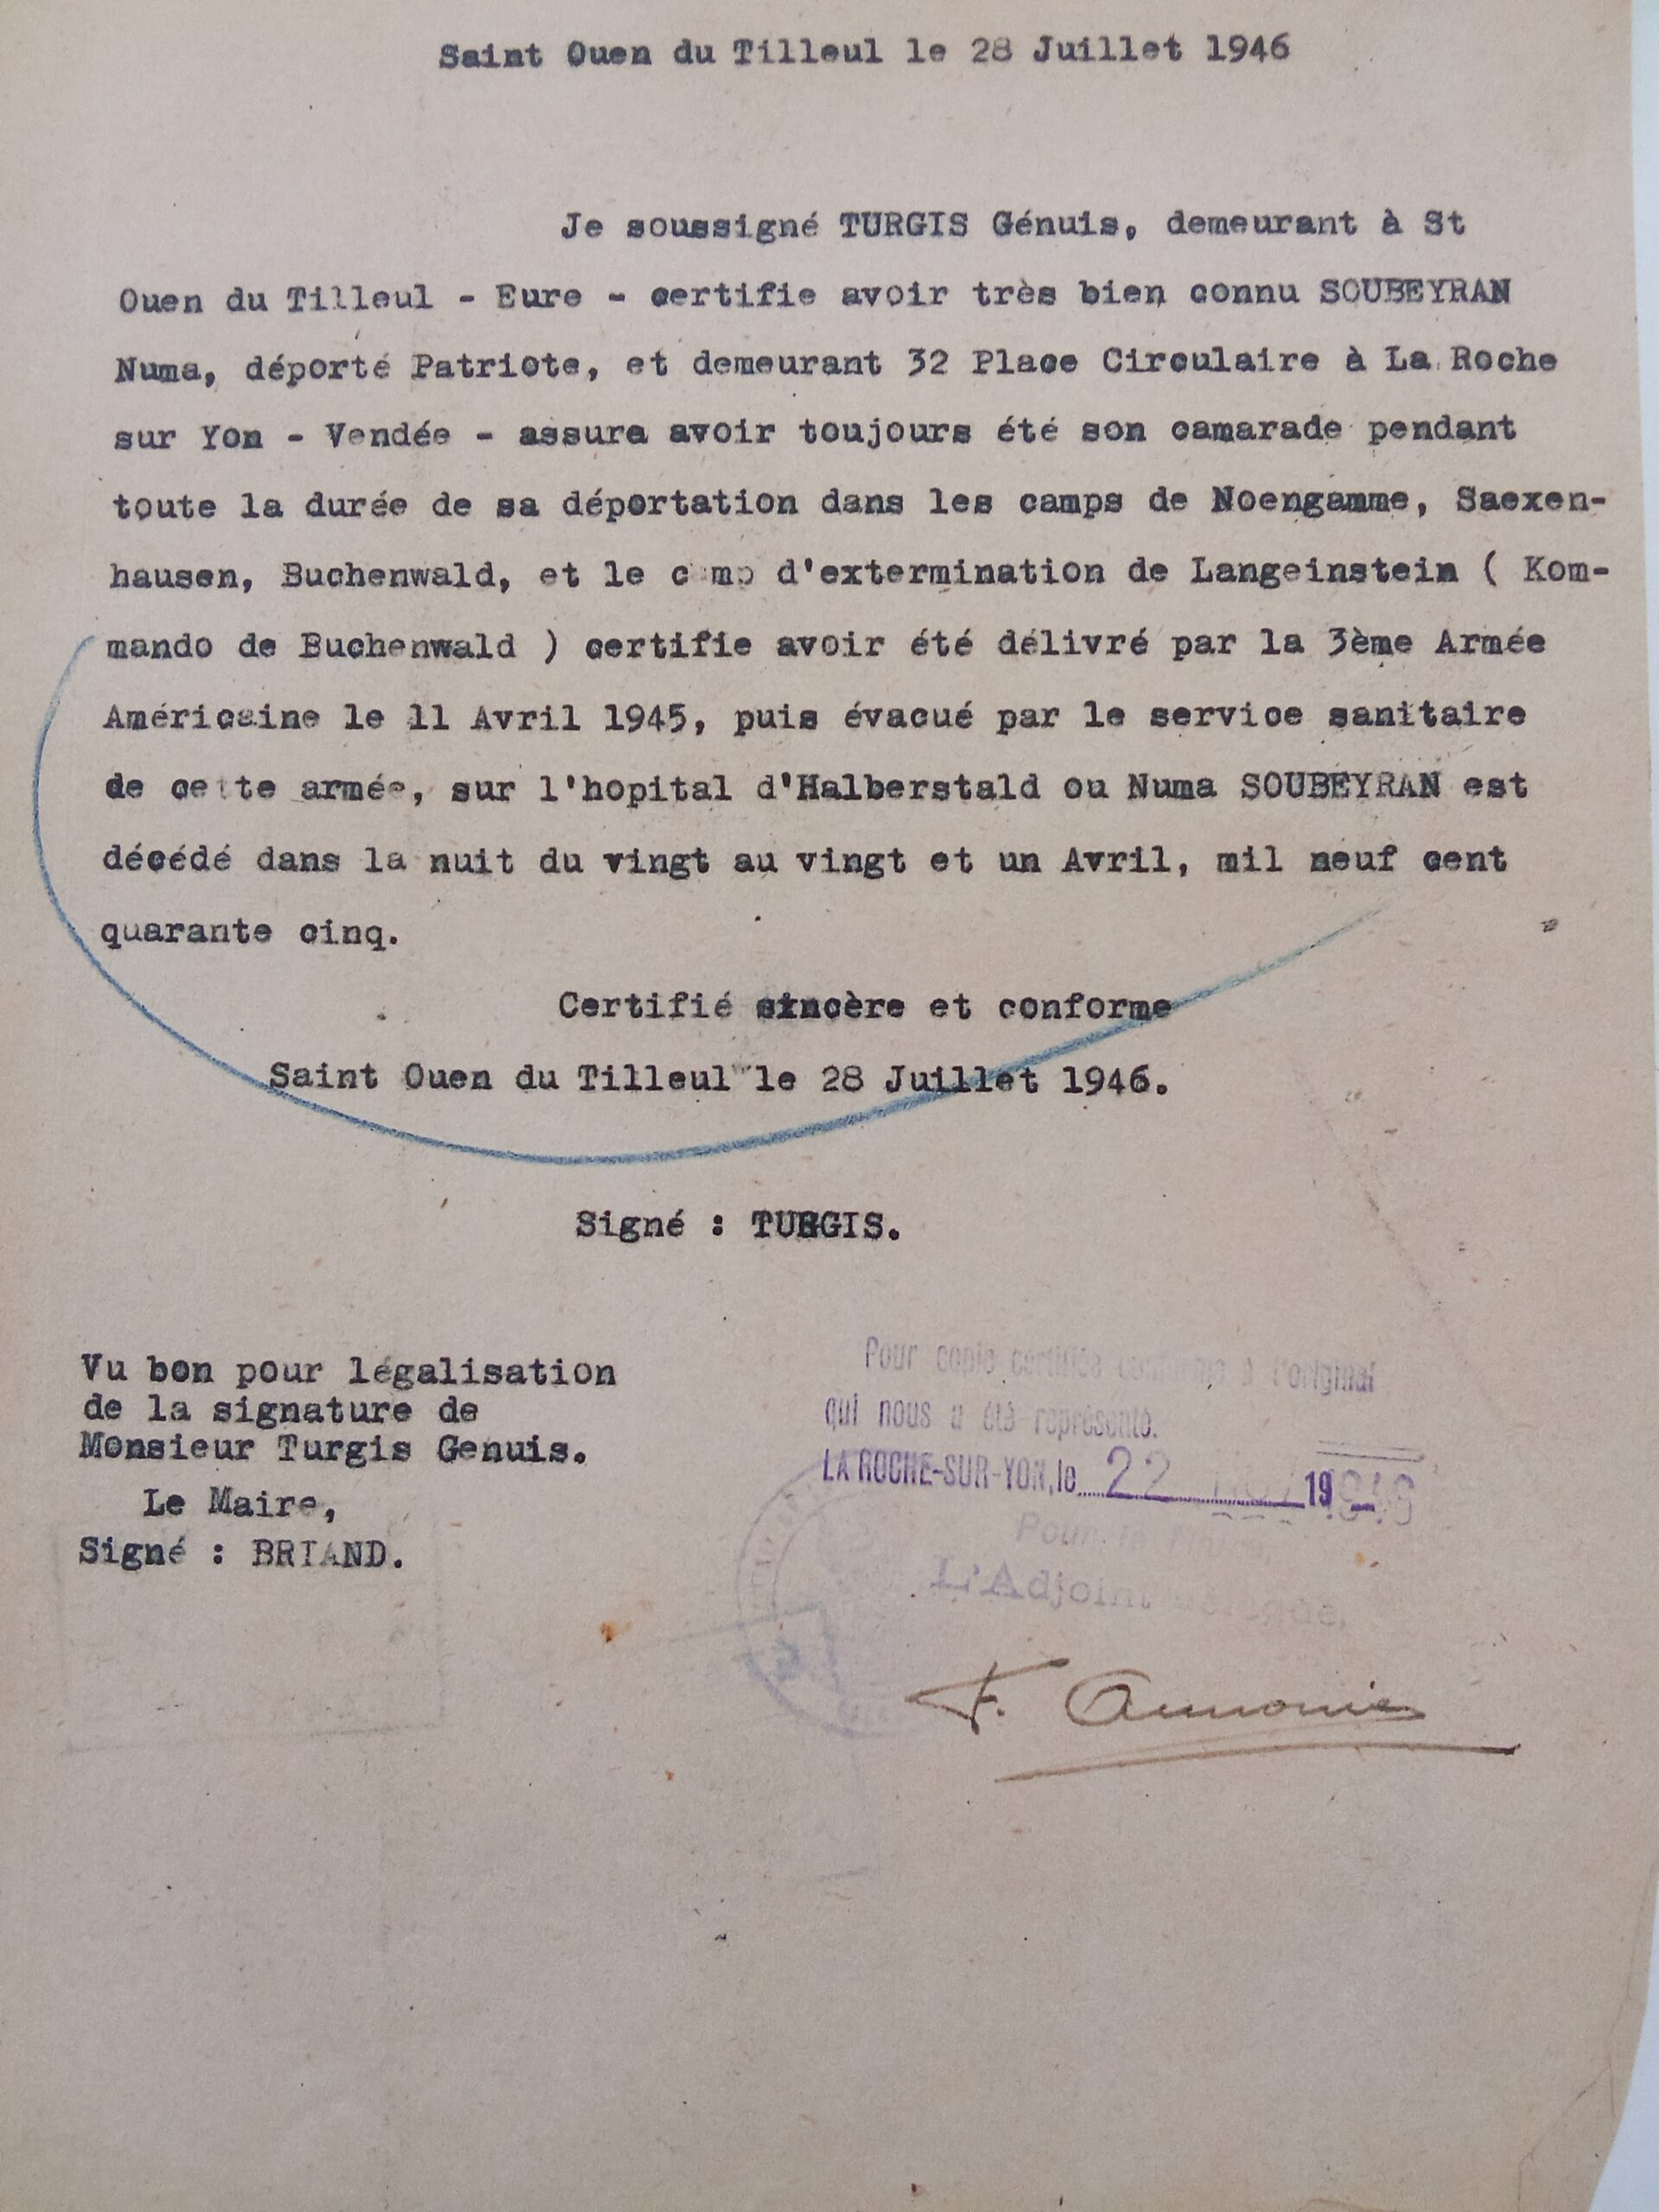 Saint Ouen du Tilleul le 28 Juillet 1946
Je soussigné TURGIS Génuis, demeurant à St
Ouen du Tilleul - Eure - certifie avoir très bien connu SOUBEYRAN
Numa, déporté Patriote, et demeurant 32 Place Circulaire à La Roche
sur Yon - Vendée - assure avoir toujours été son camarade pendant
toute la durée de sa déportation dans les camps de Noengamme, Saexen-
hausen, Buchenwald, et le camp d'extermination de Langeinstein ( Kom-
mando de Buchenwald ) certifie avoir été délivré par la 3ème Armée
Américaine le 11 Avril 1945, puis évacué par le service sanitaire
de cette armée, sur l'hopital d'Halberstald ou Numa SOUBEYRAN est
décédé dans la nuit du vingt au vingt et un Avril, mil neuf cent
quarante cinq.
Certifié sincère et conforme
Saint Ouen du Tilleul le 28 Juillet 1946.
Signé : TURGIS.
Vu bon pour légalisation
de la signature de
Monsieur Turgis Genuis.
Le Maire,
Signé : BRIAND.
Pour copie certifiée conforme à l'original
qui nous a été représenté.
LA ROCHE-SUR-YON, le 22 19
Pour le Maire,
L'Adjoint délégué,
F.